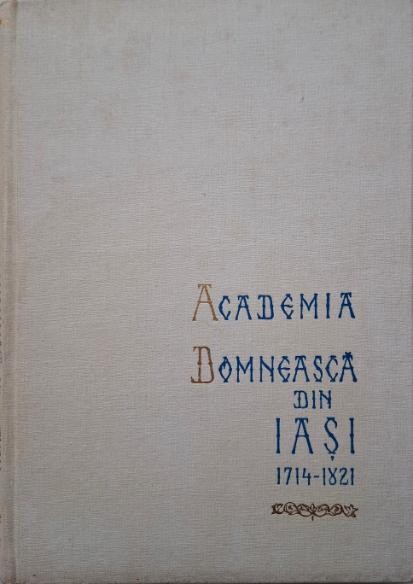 ACADEMIA
DOMNEASCĂ
DIN
IAȘI
1714-1821